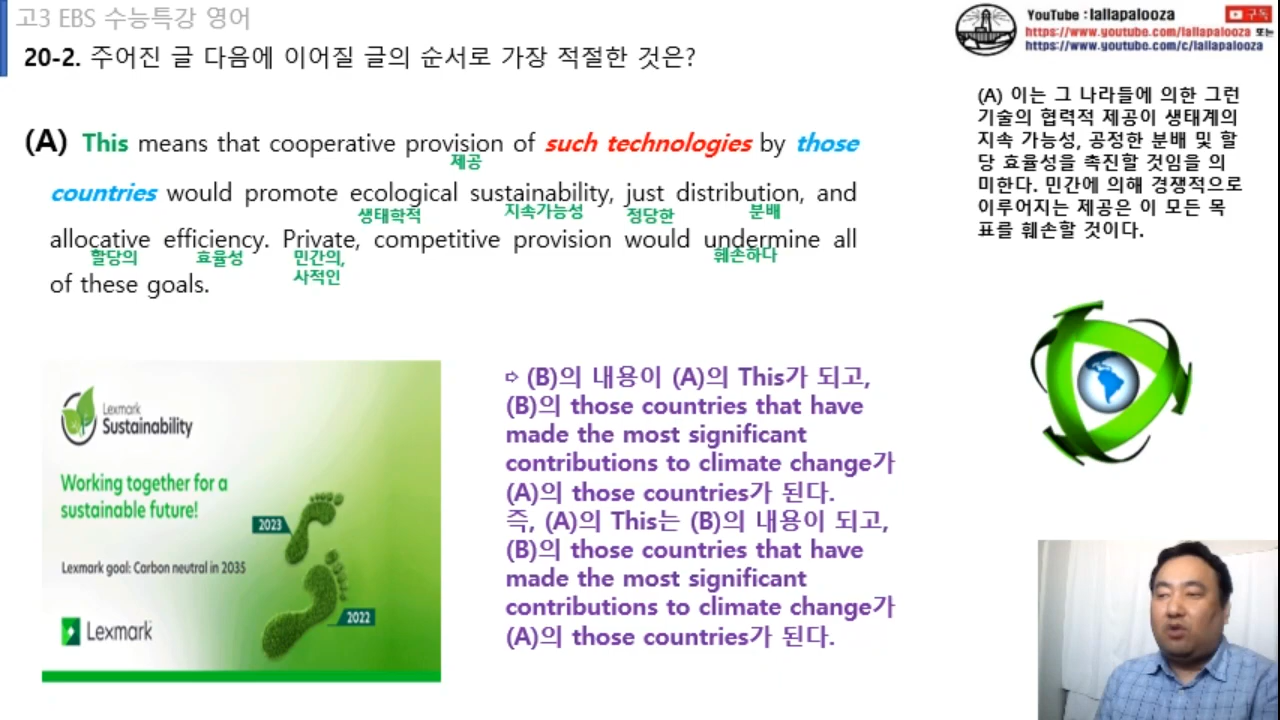 고3 EBS 수능특강 영어
20-2. 주어진 글 다음에 이어질 글의 순서로 가장 적절한 것은?
YouTube : lallapalooza
구독
https://www.youtube.com/lallapalooza 또는
https://www.youtube.com/c/lallapalooza
(A) This means that cooperative provision of such technologies by those
제공
countries would promote ecological sustainability, just distribution, and
생태학적 지속가능성 정당한 분배
allocative efficiency. Private, competitive provision would undermine all
할당의 효율성 민간의, 훼손하다
사적인
of these goals.
(A) 이는 그 나라들에 의한 그런
기술의 협력적 제공이 생태계의
지속 가능성, 공정한 분배 및 할
당 효율성을 촉진할 것임을 의
미한다. 민간에 의해 경쟁적으로
이루어지는 제공은 이 모든 목
표를 훼손할 것이다.
Lexmark
Sustainability
Working together for a
sustainable future!
2023
Lexmark goal: Carbon neutral in 2035
2022
Lexmark
⇨ (B)의 내용이 (A)의 This가 되고,
(B)의 those countries that have
made the most significant
contributions to climate change가
(A)의 those countries가 된다.
즉, (A)의 This는 (B)의 내용이 되고,
(B)의 those countries that have
made the most significant
contributions to climate change가
(A)의 those countries가 된다.